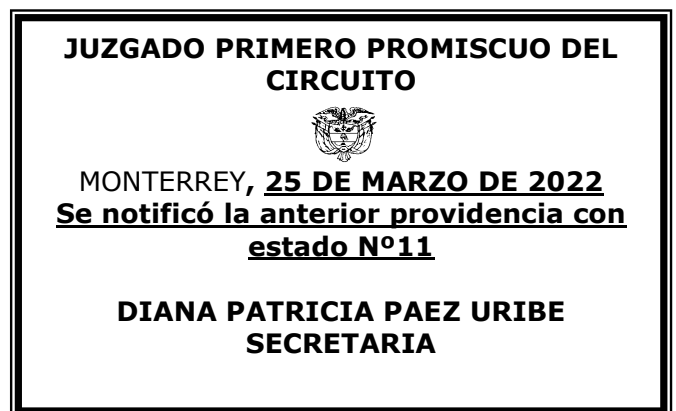 JUZGADO PRIMERO PROMISCUO DEL
CIRCUITO
MONTERREY, 25 DE MARZO DE 2022
Se notificó la anterior providencia con
estado Nº11
DIANA PATRICIA PAEZ URIBE
SECRETARIA